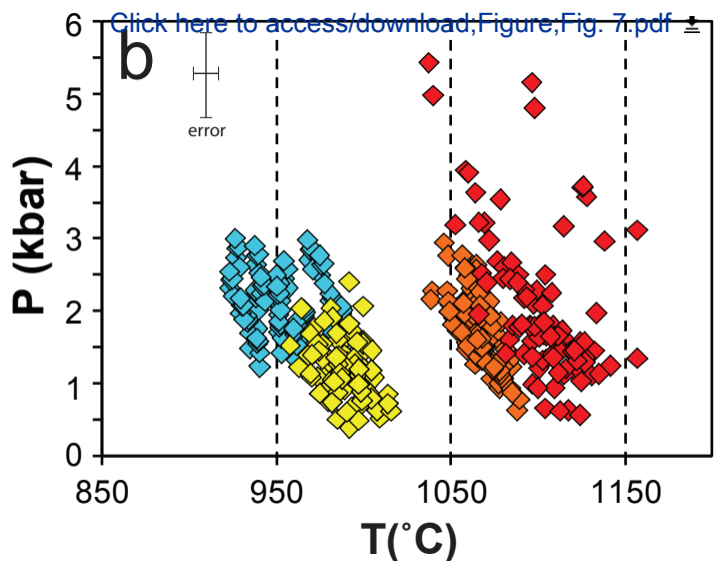 Click here to access/download;Figure;Fig. 7.pdf
b
error
P (kbar)
6
5
4
3
2
1
0
850 950 1050 1150
T(˚C)